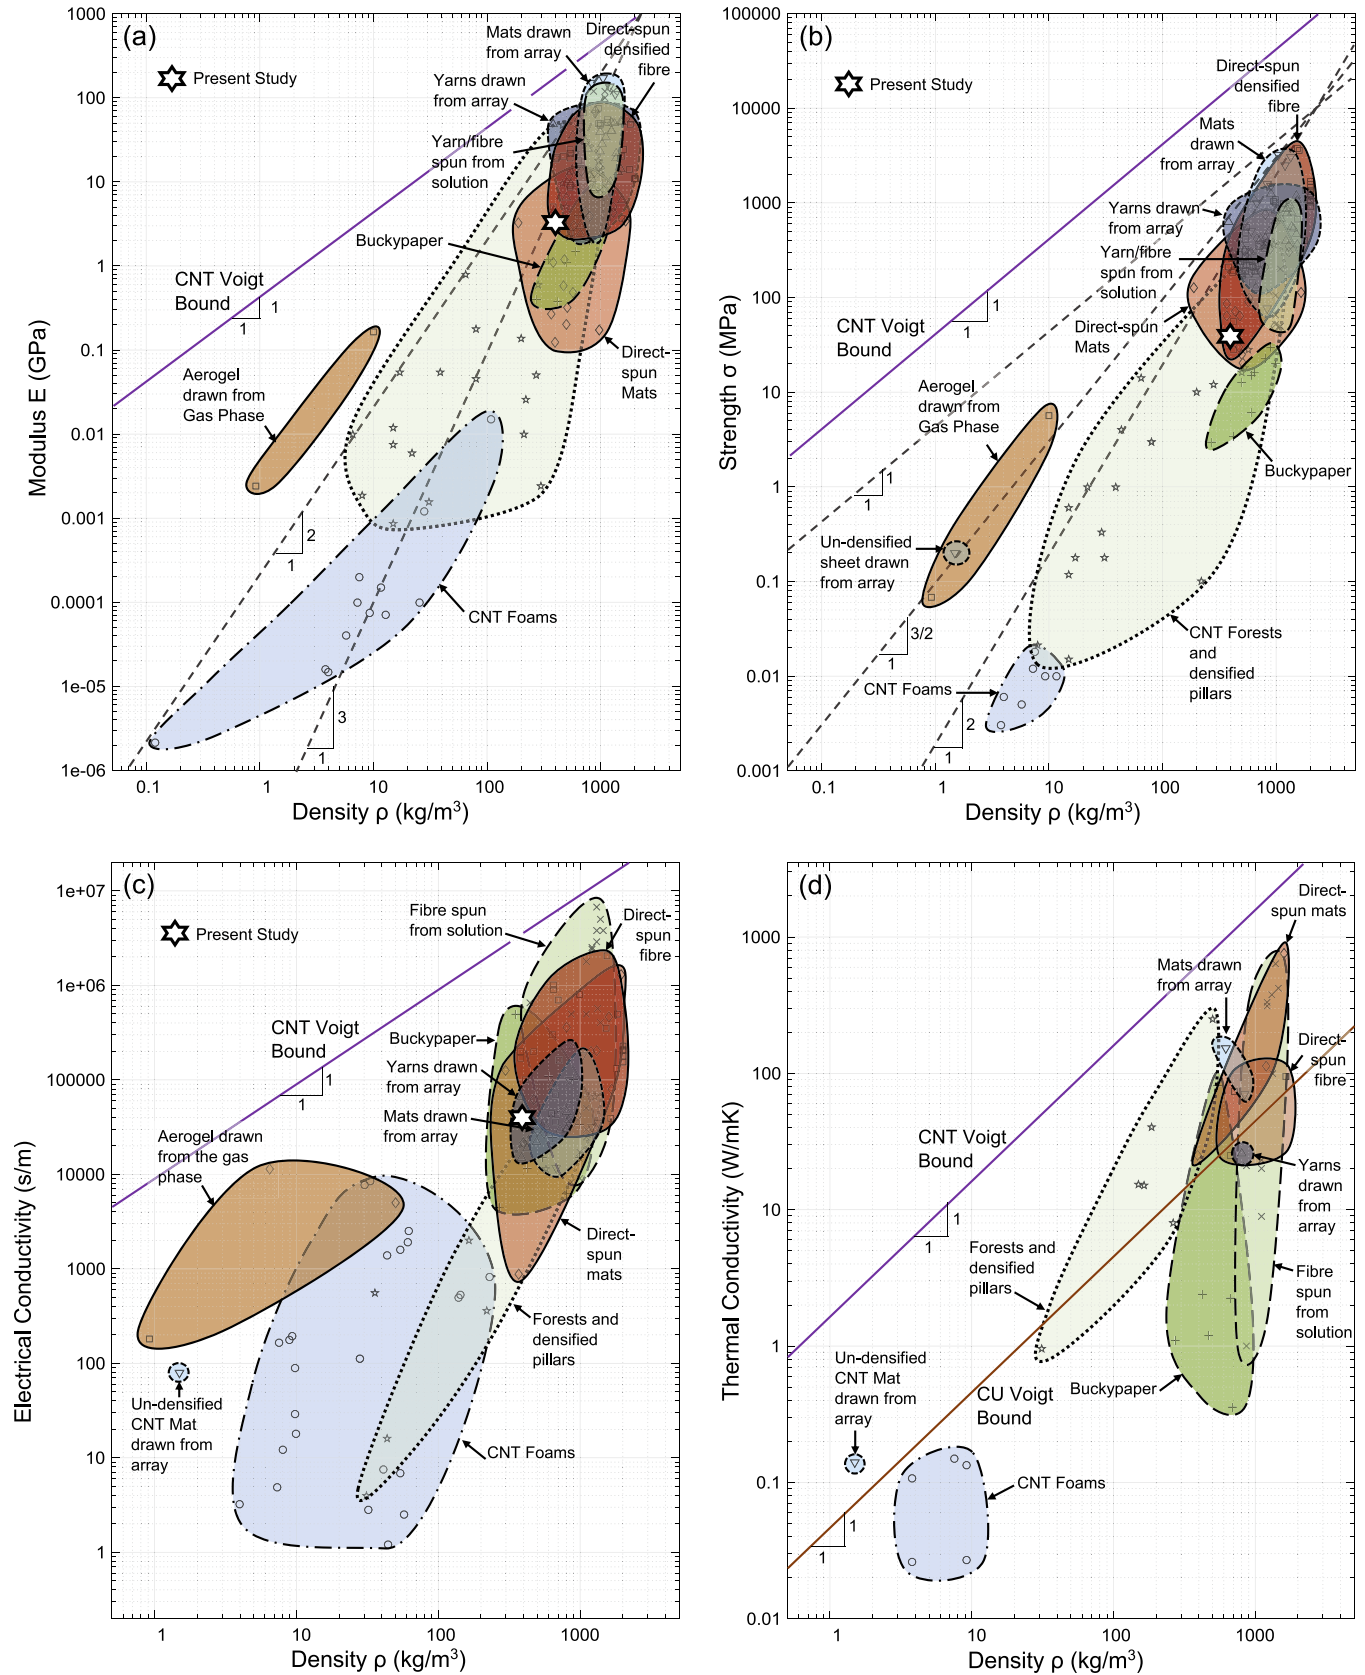 (a)
Present Study
Mats drawn
from array
Direct-spun
densified
fibre
Yarns drawn
from array
Yarn/fibre
spun from
solution
Buckypaper
CNT Voigt
Bound
1
1
Aerogel
drawn from
Gas Phase
Direct-
spun
Mats
2
1
CNT Foams
3
1
1000
100
10
1
0.1
0.01
0.001
0.0001
1e-05
1e-06
0.1
1
10
100
1000
Modulus E (GPa)
Density ρ (kg/m³)
(b)
Present Study
Direct-spun
densified
fibre
Mats
drawn
from array
Yarns drawn
from array
Yarn/fibre
spun from
solution
Direct-spun
Mats
CNT Voigt
Bound
1
1
Aerogel
drawn from
Gas Phase
Buckypaper
1
1
Un-densified
sheet drawn
from array
3/2
1
CNT Forests
and
densified
pillars
CNT Foams
2
1
100000
10000
1000
100
10
1
0.1
0.01
0.001
0.1
1
10
100
1000
Strength σ (MPa)
Density ρ (kg/m³)
(c)
Present Study
Fibre spun
from solution
Direct-
spun
fibre
CNT Voigt
Bound
1
1
Buckypaper
Yarns drawn
from array
Mats drawn
from array
Aerogel drawn
from the gas
phase
Direct-
spun
mats
Forests and
densified
pillars
Un-densified
CNT Mat
drawn from
array
CNT Foams
1e+07
1e+06
100000
10000
1000
100
10
1
1
10
100
1000
Electrical Conductivity (s/m)
Density ρ (kg/m³)
(d)
Direct-
spun mats
Mats drawn
from array
Direct-
spun
fibre
CNT Voigt
Bound
1
1
Yarns
drawn
from
array
Forests and
densified
pillars
Fibre
spun
from
solution
Un-densified
CNT Mat
drawn from
array
CU Voigt
Bound
Buckypaper
CNT Foams
1
1
1000
100
10
1
0.1
0.01
1
10
100
1000
Thermal Conductivity (W/mK)
Density ρ (kg/m³)